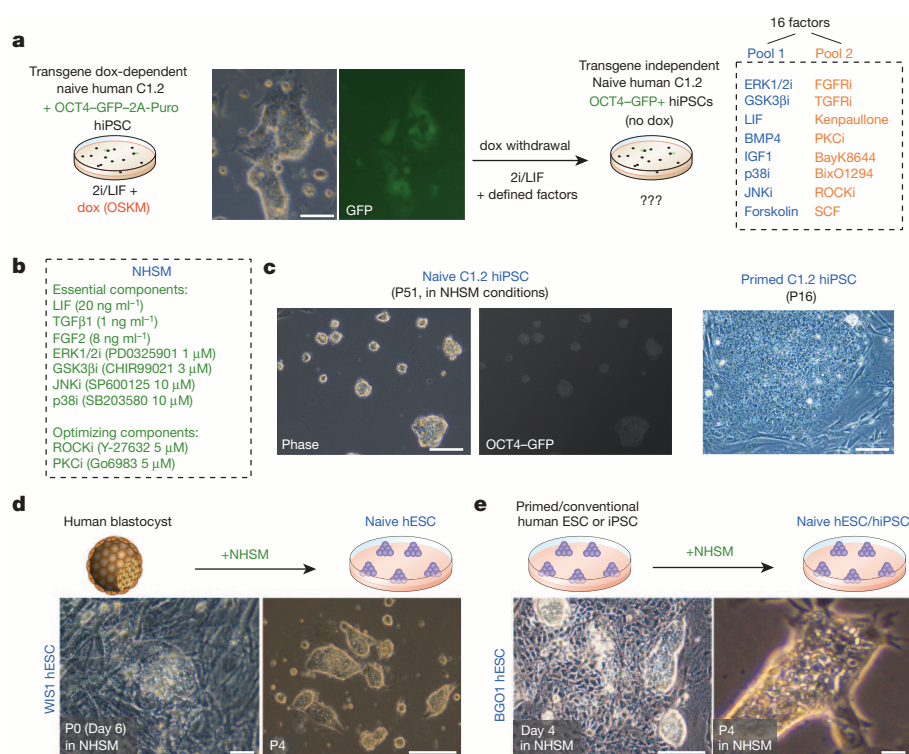 a
Transgene dox-dependent
naive human C1.2
+ OCT4–GFP–2A-Puro
hiPSC
2i/LIF +
dox (OSKM)
GFP
dox withdrawal
2i/LIF
+ defined factors
Transgene independent
Naive human C1.2
OCT4–GFP+ hiPSCs
(no dox)
???
16 factors
Pool 1 Pool 2
ERK1/2i FGFRi
GSK3βi TGFRi
LIF Kenpaullone
BMP4 PKCi
IGF1 BayK8644
p38i BixO1294
JNKi ROCKi
Forskolin SCF
b
NHSM
Essential components:
LIF (20 ng ml⁻¹)
TGFβ1 (1 ng ml⁻¹)
FGF2 (8 ng ml⁻¹)
ERK1/2i (PD0325901 1 μM)
GSK3βi (CHIR99021 3 μM)
JNKi (SP600125 10 μM)
p38i (SB203580 10 μM)
Optimizing components:
ROCKi (Y-27632 5 μM)
PKCi (Go6983 5 μM)
c
Naive C1.2 hiPSC
(P51, in NHSM conditions)
Phase
OCT4–GFP
Primed C1.2 hiPSC
(P16)
d
Human blastocyst
+NHSM
Naive hESC
WIS1 hESC
P0 (Day 6)
in NHSM
P4
e
Primed/conventional
human ESC or iPSC
+NHSM
Naive hESC/hiPSC
BGO1 hESC
Day 4
in NHSM
P4
in NHSM